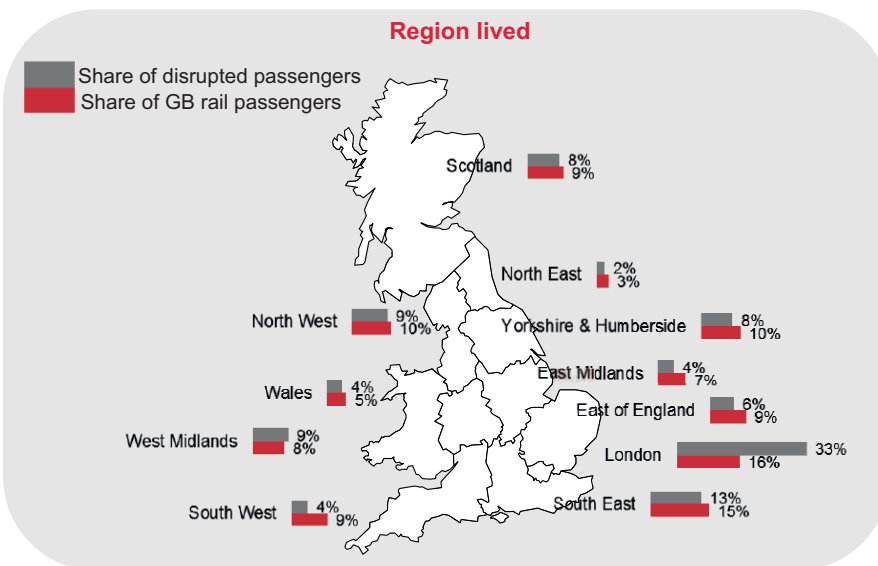 Region lived
Share of disrupted passengers
Share of GB rail passengers
Scotland
8%
9%
North East
2%
3%
North West
9%
10%
Yorkshire & Humberside
8%
10%
East Midlands
4%
7%
Wales
4%
5%
East of England
6%
9%
West Midlands
9%
8%
London
33%
16%
South West
4%
9%
South East
13%
15%